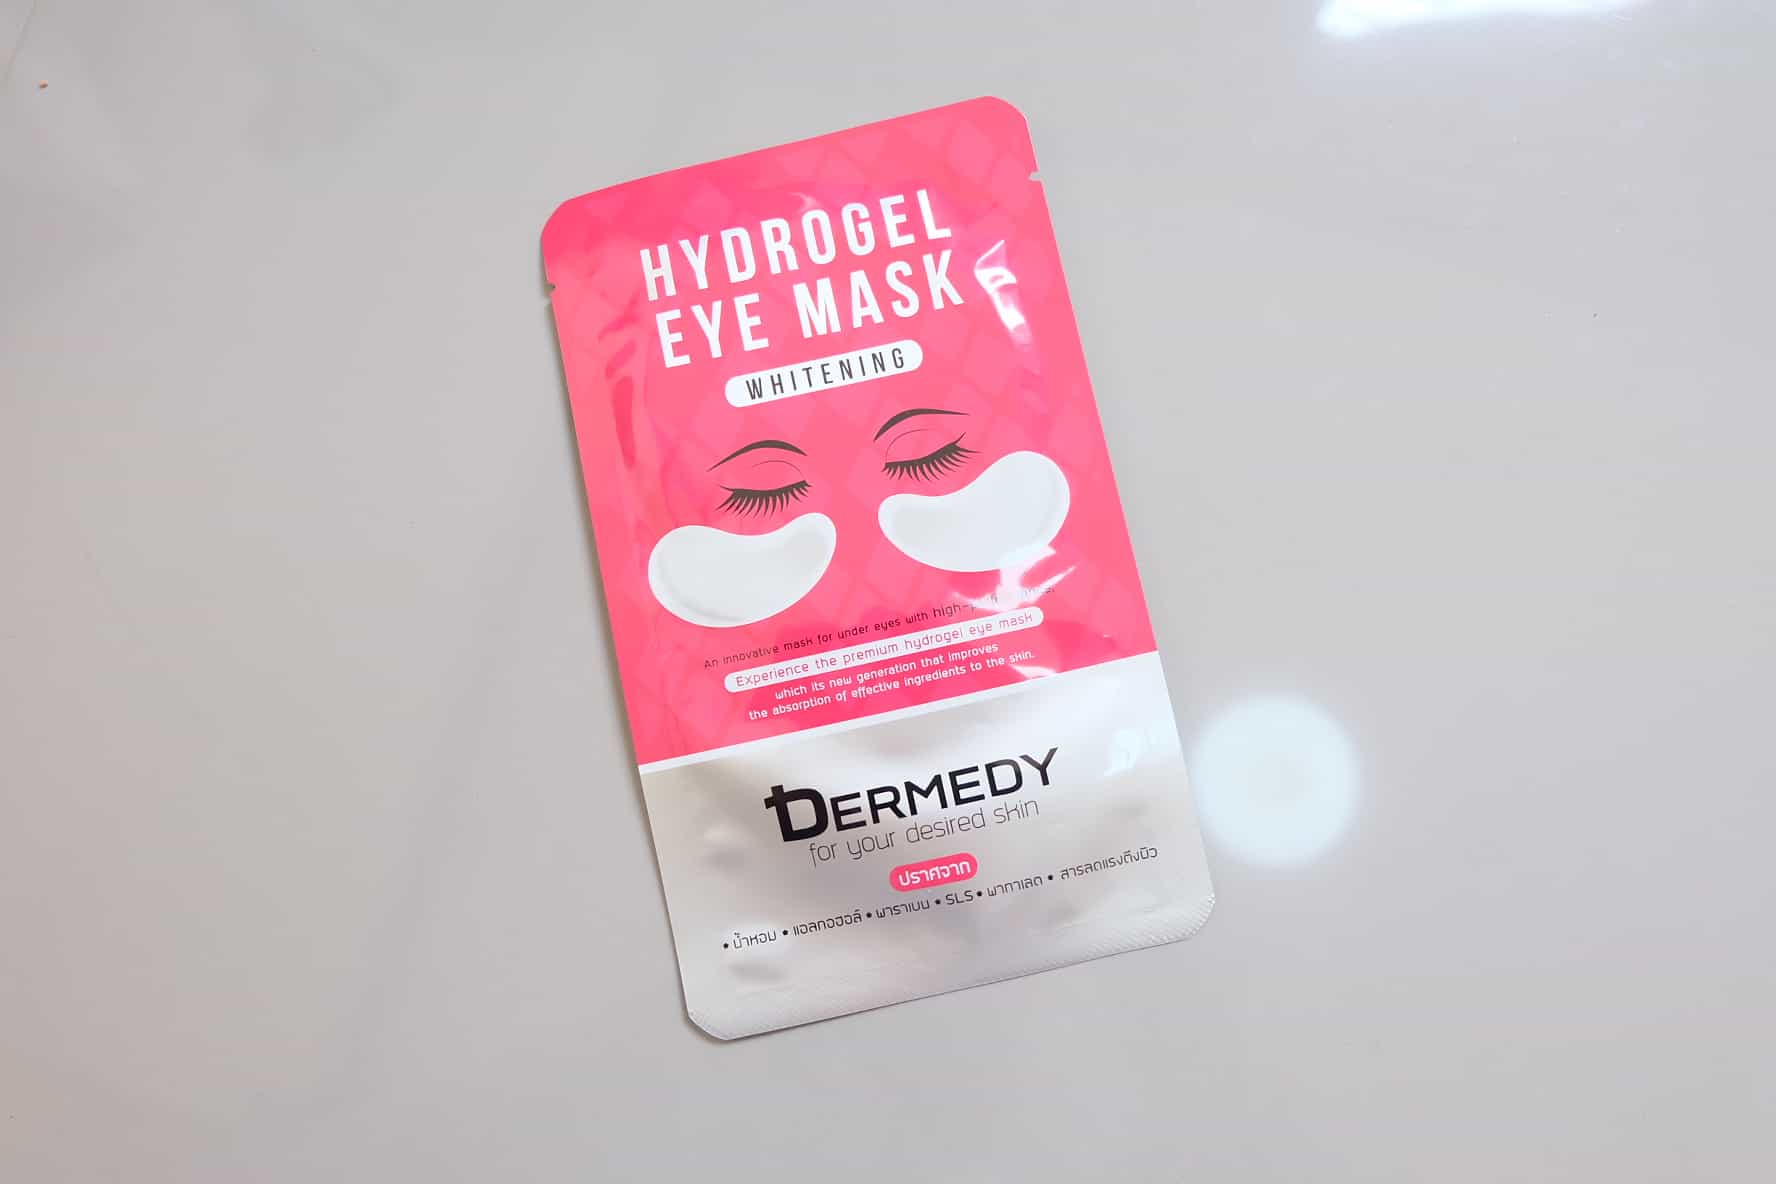 HYDROGEL
EYE MASK
WHITENING
An innovative mask for under eyes with
Experience the premium hydrogel eye mask
which its new generation that improves
the absorption of effective ingredients to the skin.
DERMEDY
for your desired skin
ปราศจาก
• น้ำหอม • แอลกอฮอล์ • พาราเบน • SLS • พาทาเลต • สารลดแรงตึงผิว